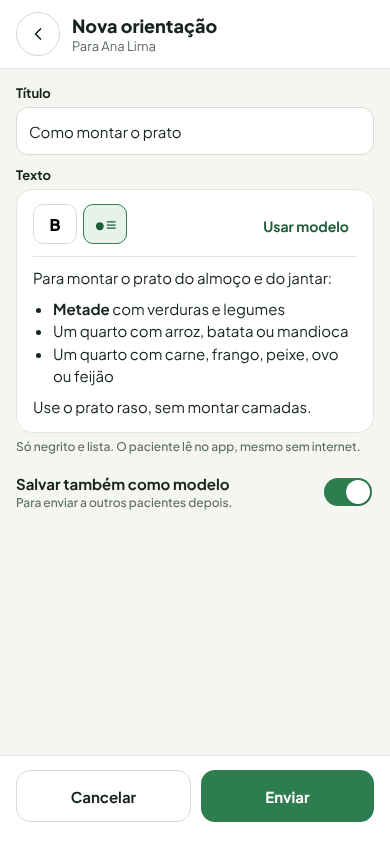 Nova orientação
Para Ana Lima
Título
Como montar o prato
Texto
B
Usar modelo
Para montar o prato do almoço e do jantar:
• Metade com verduras e legumes
• Um quarto com arroz, batata ou mandioca
• Um quarto com carne, frango, peixe, ovo
ou feijão
Use o prato raso, sem montar camadas.
Só negrito e lista. O paciente lê no app, mesmo sem internet.
Salvar também como modelo
Para enviar a outros pacientes depois.
Cancelar
Enviar